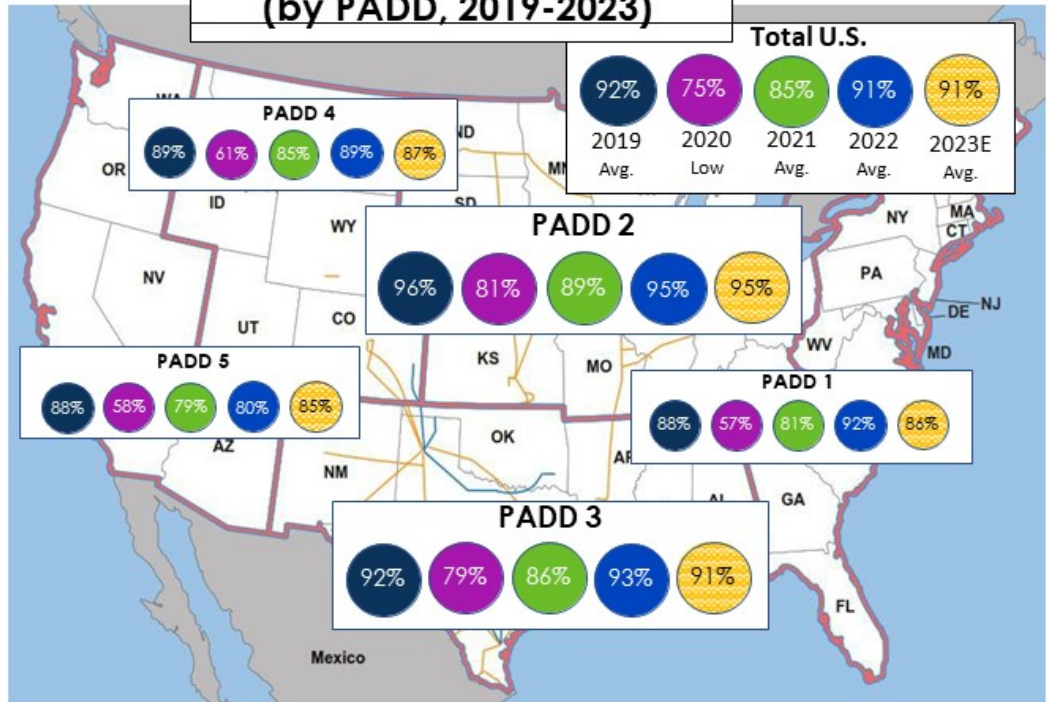 (by PADD, 2019-2023)
Total U.S.
92% 75% 85% 91% 91%
2019 2020 2021 2022 2023E
Avg. Low Avg. Avg. Avg.
PADD 4
89% 61% 85% 89% 87%
WA
ND
OR
MN
ID
SD
WY
NY
MA
CT
PADD 2
96% 81% 89% 95% 95%
NV
PA
NJ
DE
UT
CO
WV
MD
KS
MO
PADD 5
88% 58% 79% 80% 85%
PADD 1
88% 57% 81% 92% 86%
AZ
OK
NM
AR
AL
GA
PADD 3
92% 79% 86% 93% 91%
FL
Mexico